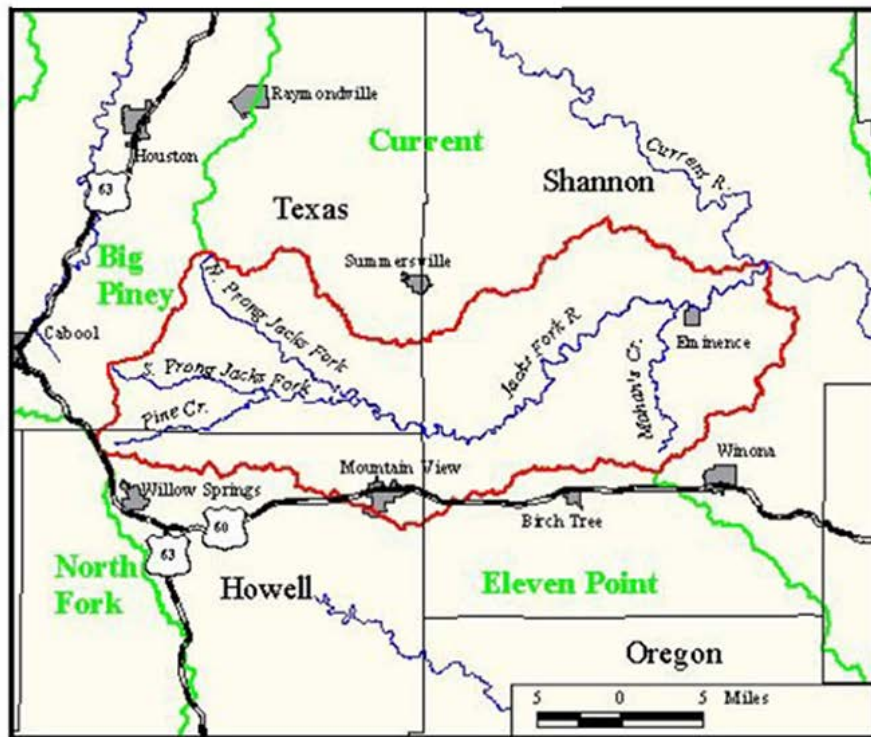 Raymondville
Current
Houston
Current R.
63
Shannon
Texas
Big
Piney
Summersville
N. Prong Jacks Fork
Cabool
Jacks Fork R
Eminence
S. Prong Jacks Fork
Mahan's Cr.
Pine Cr.
Winona
Mountain View
Willow Springs
Birch Tree
60
63
North
Fork
Howell
Eleven Point
Oregon
5 0 5 Miles